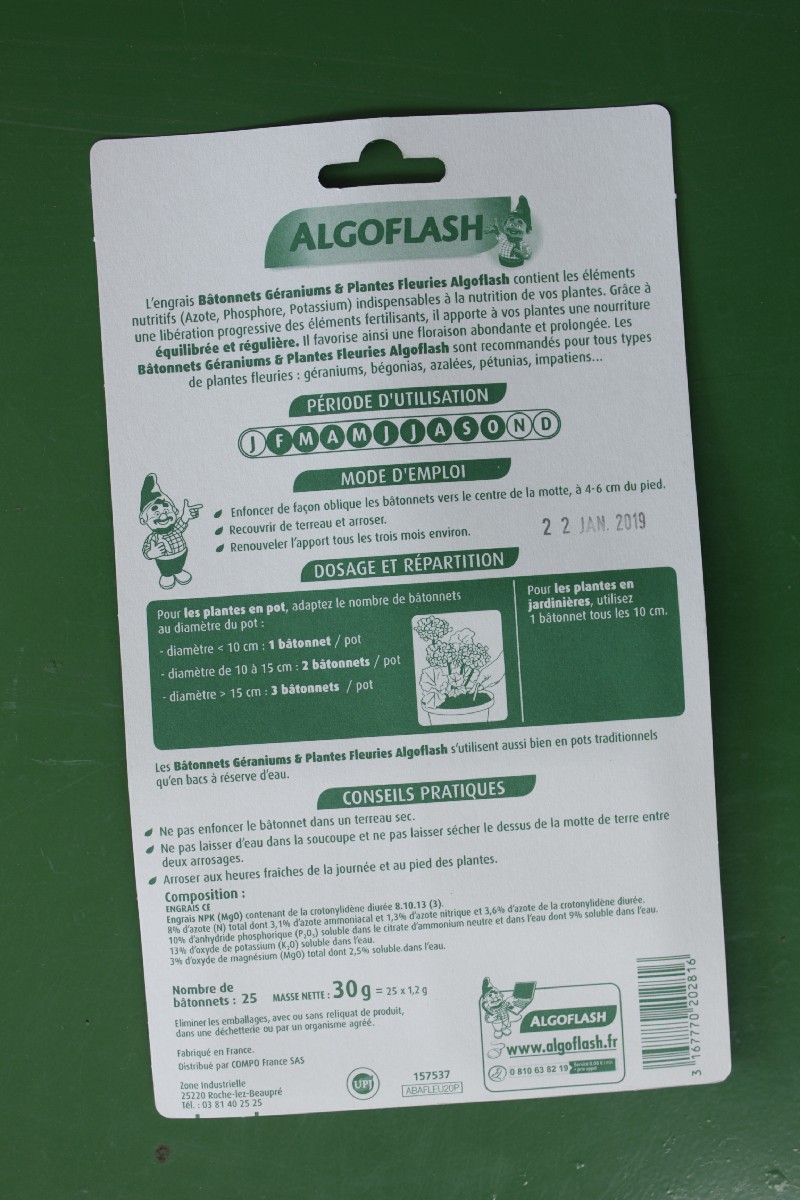 ALGOFLASH
L'engrais Bâtonnets Géraniums & Plantes Fleuries Algoflash contient les éléments
nutritifs (Azote, Phosphore, Potassium) indispensables à la nutrition de vos plantes. Grâce à
une libération progressive des éléments fertilisants, il apporte à vos plantes une nourriture
équilibrée et régulière. Il favorise ainsi une floraison abondante et prolongée. Les
Bâtonnets Géraniums & Plantes Fleuries Algoflash sont recommandés pour tous types
de plantes fleuries : géraniums, bégonias, azalées, pétunias, impatiens...
PÉRIODE D'UTILISATION
J F M A M J J A S O N D
MODE D'EMPLOI
Enfoncer de façon oblique les bâtonnets vers le centre de la motte, à 4-6 cm du pied.
Recouvrir de terreau et arroser.
Renouveler l'apport tous les trois mois environ.
2 2 JAN. 2019
DOSAGE ET RÉPARTITION
Pour les plantes en pot, adaptez le nombre de bâtonnets
au diamètre du pot :
- diamètre < 10 cm : 1 bâtonnet / pot
- diamètre de 10 à 15 cm : 2 bâtonnets / pot
- diamètre > 15 cm : 3 bâtonnets / pot
Pour les plantes en
jardinières, utilisez
1 bâtonnet tous les 10 cm.
Les Bâtonnets Géraniums & Plantes Fleuries Algoflash s'utilisent aussi bien en pots traditionnels
qu'en bacs à réserve d'eau.
CONSEILS PRATIQUES
Ne pas enfoncer le bâtonnet dans un terreau sec.
Ne pas laisser d'eau dans la soucoupe et ne pas laisser sécher le dessus de la motte de terre entre
deux arrosages.
Arroser aux heures fraîches de la journée et au pied des plantes.
Composition :
ENGRAIS CE
Engrais NPK (MgO) contenant de la crotonylidène diurée 8.10.13 (3).
8% d'azote (N) total dont 3,1% d'azote ammoniacal et 1,3% d'azote nitrique et 3,6% d'azote de la crotonylidène diurée.
10% d'anhydride phosphorique (P₂O₅) soluble dans le citrate d'ammonium neutre et dans l'eau dont 9% soluble dans l'eau.
13% d'oxyde de potassium (K₂O) soluble dans l'eau.
3% d'oxyde de magnésium (MgO) total dont 2,5% soluble dans l'eau.
Nombre de
bâtonnets : 25
MASSE NETTE : 30 g = 25 x 1,2 g
Eliminer les emballages, avec ou sans reliquat de produit,
dans une déchetterie ou par un organisme agréé.
Fabriqué en France.
Distribué par COMPO France SAS
Zone Industrielle
25220 Roche-lez-Beaupré
Tél. : 03 81 40 25 25
UPJ
157537
ABAFLEU20P
ALGOFLASH
www.algoflash.fr
0 810 63 82 19
3 167770 202816